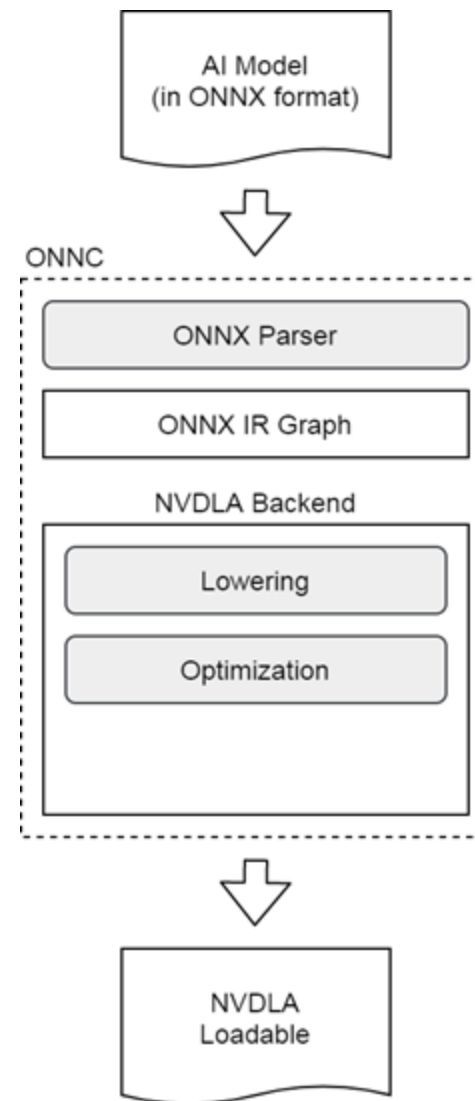 AI Model
(in ONNX format)
ONNC
ONNX Parser
ONNX IR Graph
NVDLA Backend
Lowering
Optimization
NVDLA
Loadable